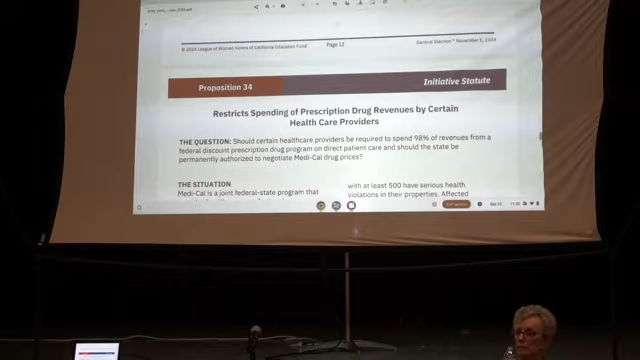 © 2024 League of Women Voters of California Education Fund Page 12 General Election * November 5, 2024
Proposition 34 Initiative Statute
Restricts Spending of Prescription Drug Revenues by Certain
Health Care Providers
THE QUESTION: Should certain healthcare providers be required to spend 98% of revenues from a
federal discount prescription drug program on direct patient care and should the state be
permanently authorized to negotiate Medi-Cal drug prices?
THE SITUATION
Medi-Cal is a joint federal-state program that
with at least 500 have serious health
violations in their properties. Affected